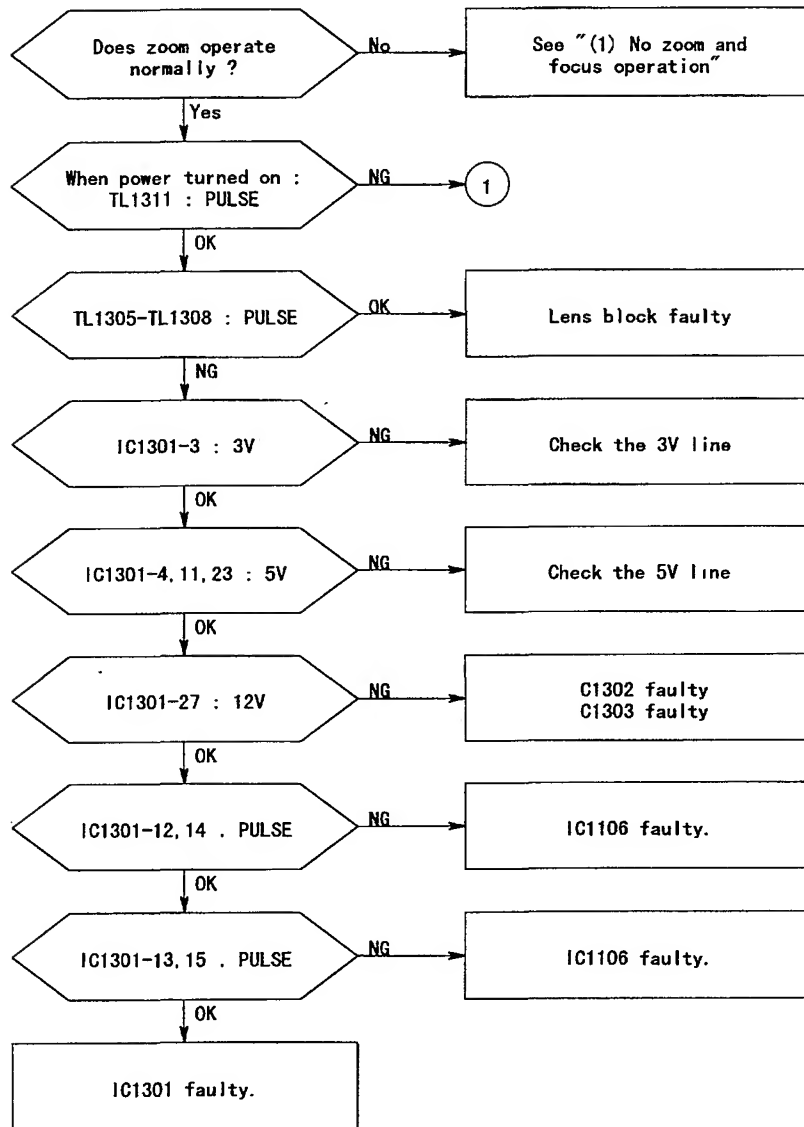 Does zoom operate
normally ?
No
See "(1) No zoom and
focus operation"
Yes
When power turned on :
TL1311 : PULSE
NG
1
OK
TL1305-TL1308 : PULSE
OK
Lens block faulty
NG
IC1301-3 : 3V
NG
Check the 3V line
OK
IC1301-4,11,23 : 5V
NG
Check the 5V line
OK
IC1301-27 : 12V
NG
C1302 faulty
C1303 faulty
OK
IC1301-12,14 . PULSE
NG
IC1106 faulty.
OK
IC1301-13,15 . PULSE
NG
IC1106 faulty.
OK
IC1301 faulty.